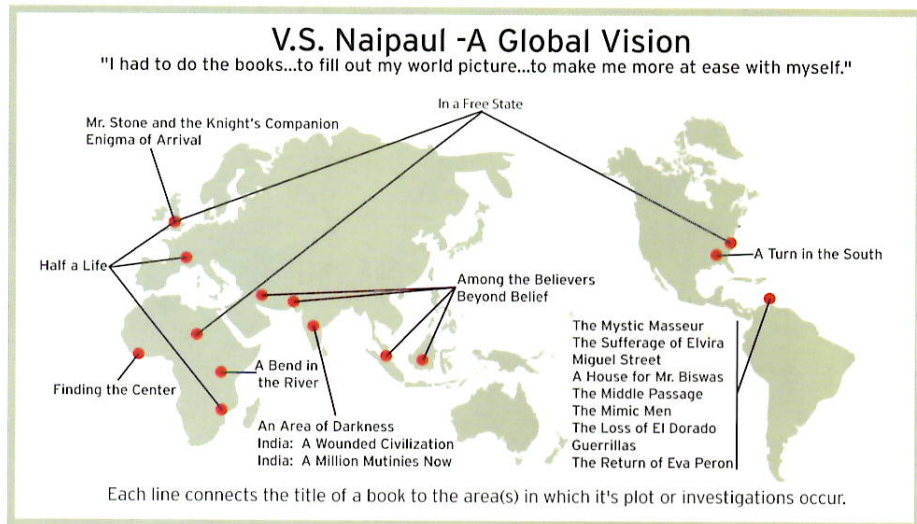 V.S. Naipaul -A Global Vision
"I had to do the books...to fill out my world picture...to make me more at ease with myself."
In a Free State
Mr. Stone and the Knight's Companion
Enigma of Arrival
Half a Life
A Turn in the South
Among the Believers
Beyond Belief
A Bend in
the River
Finding the Center
An Area of Darkness
India: A Wounded Civilization
India: A Million Mutinies Now
The Mystic Masseur
The Sufferage of Elvira
Miguel Street
A House for Mr. Biswas
The Middle Passage
The Mimic Men
The Loss of El Dorado
Guerrillas
The Return of Eva Peron
Each line connects the title of a book to the area(s) in which it's plot or investigations occur.